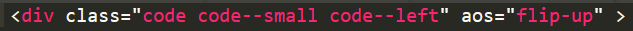 <div class="code code--small code--left" aos="flip-up" >